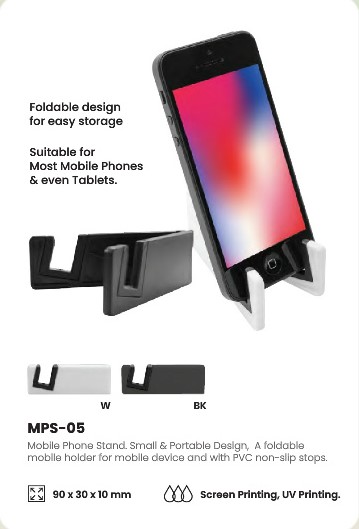 Foldable design
for easy storage
Suitable for
Most Mobile Phones
& even Tablets.
W
BK
MPS-05
Mobile Phone Stand. Small & Portable Design, A foldable
mobile holder for mobile device and with PVC non-slip stops.
90 x 30 x 10 mm
Screen Printing, UV Printing.